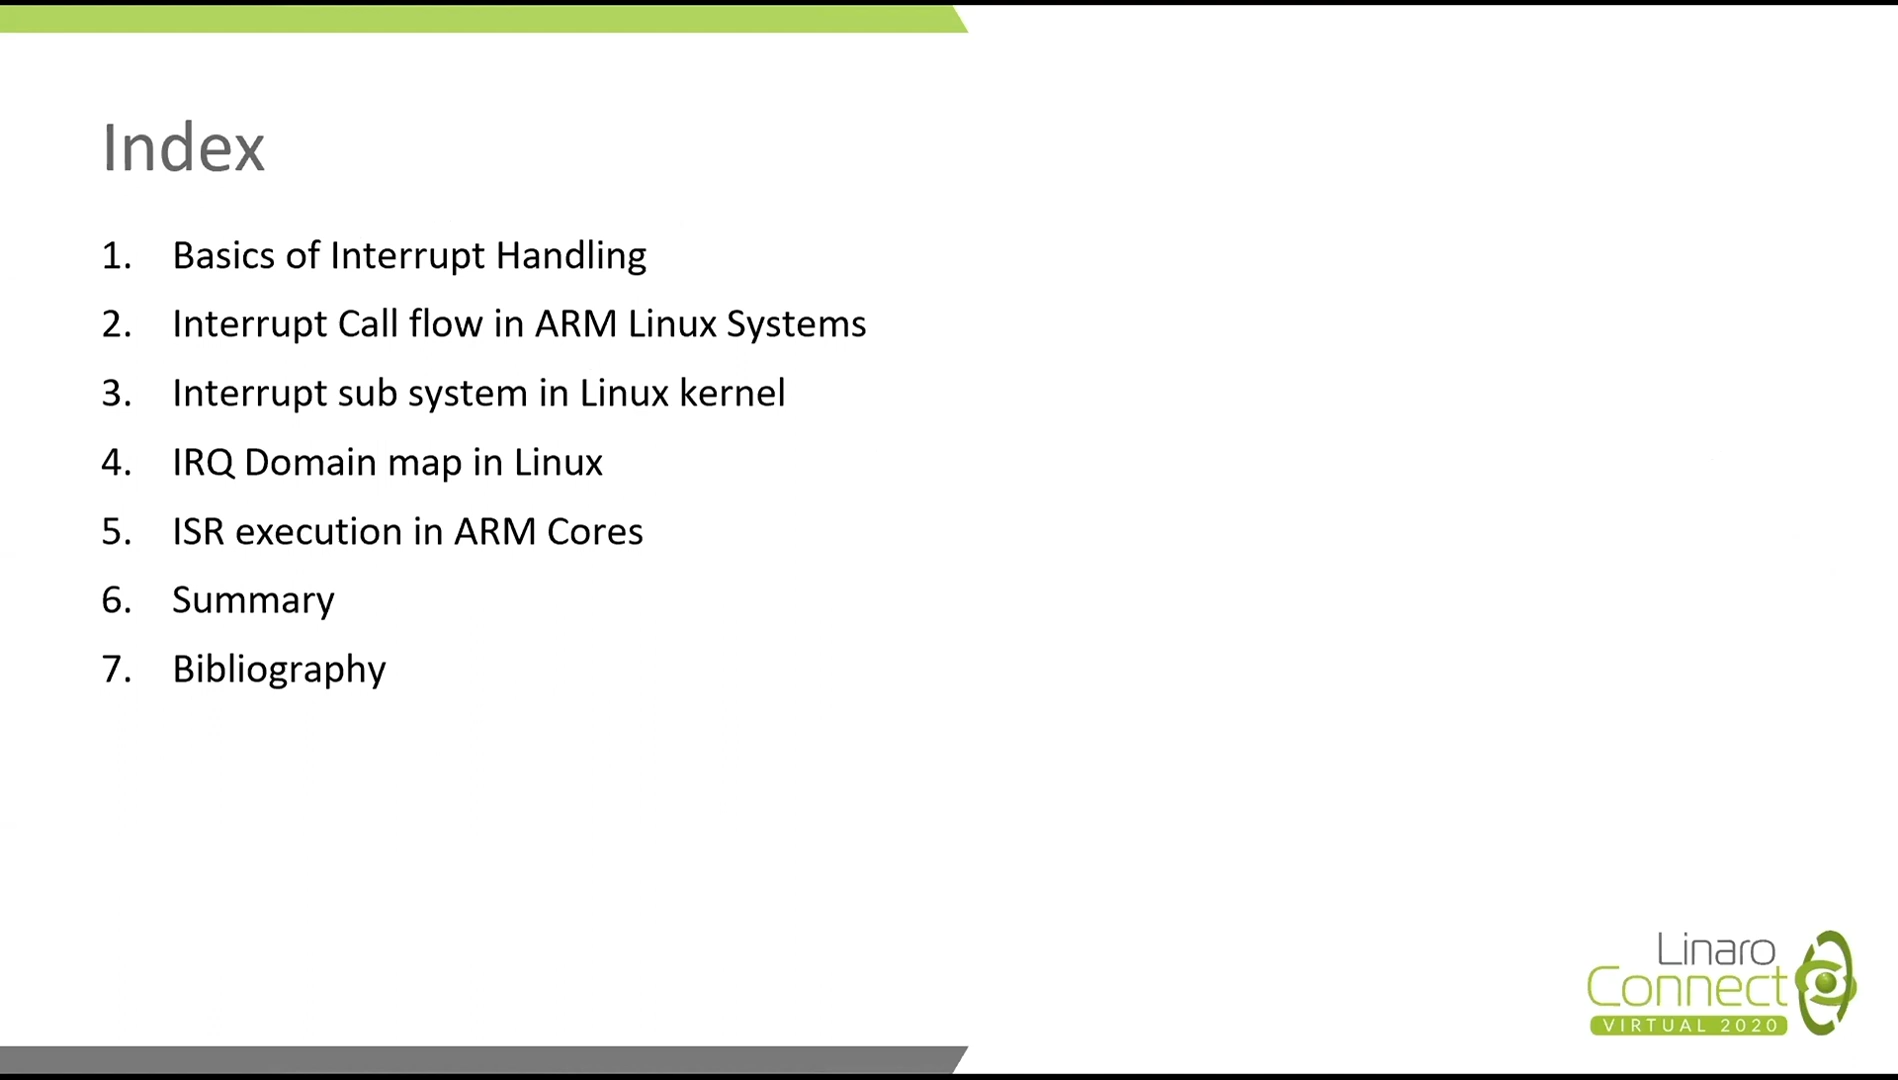 Index
1. Basics of Interrupt Handling
2. Interrupt Call flow in ARM Linux Systems
3. Interrupt sub system in Linux kernel
4. IRQ Domain map in Linux
5. ISR execution in ARM Cores
6. Summary
7. Bibliography
Linaro
Connect
VIRTUAL 2020